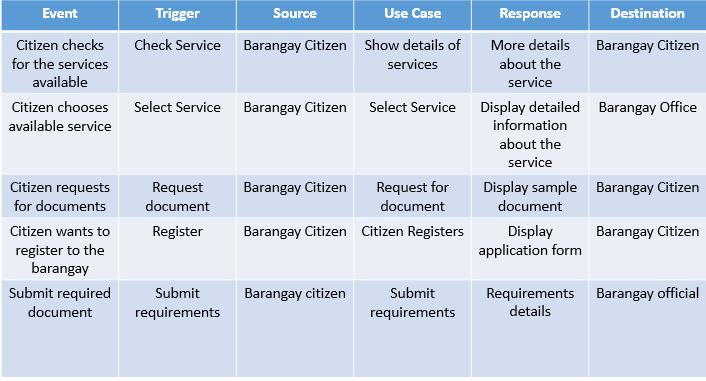 Event Trigger Source Use Case Response Destination
Citizen checks for the services available Check Service Barangay Citizen Show details of services More details about the service Barangay Citizen
Citizen chooses available service Select Service Barangay Citizen Select Service Display detailed information about the service Barangay Office
Citizen requests for documents Request document Barangay Citizen Request for document Display sample document Barangay Citizen
Citizen wants to register to the barangay Register Barangay Citizen Citizen Registers Display application form Barangay Citizen
Submit required document Submit requirements Barangay citizen Submit requirements Requirements details Barangay official